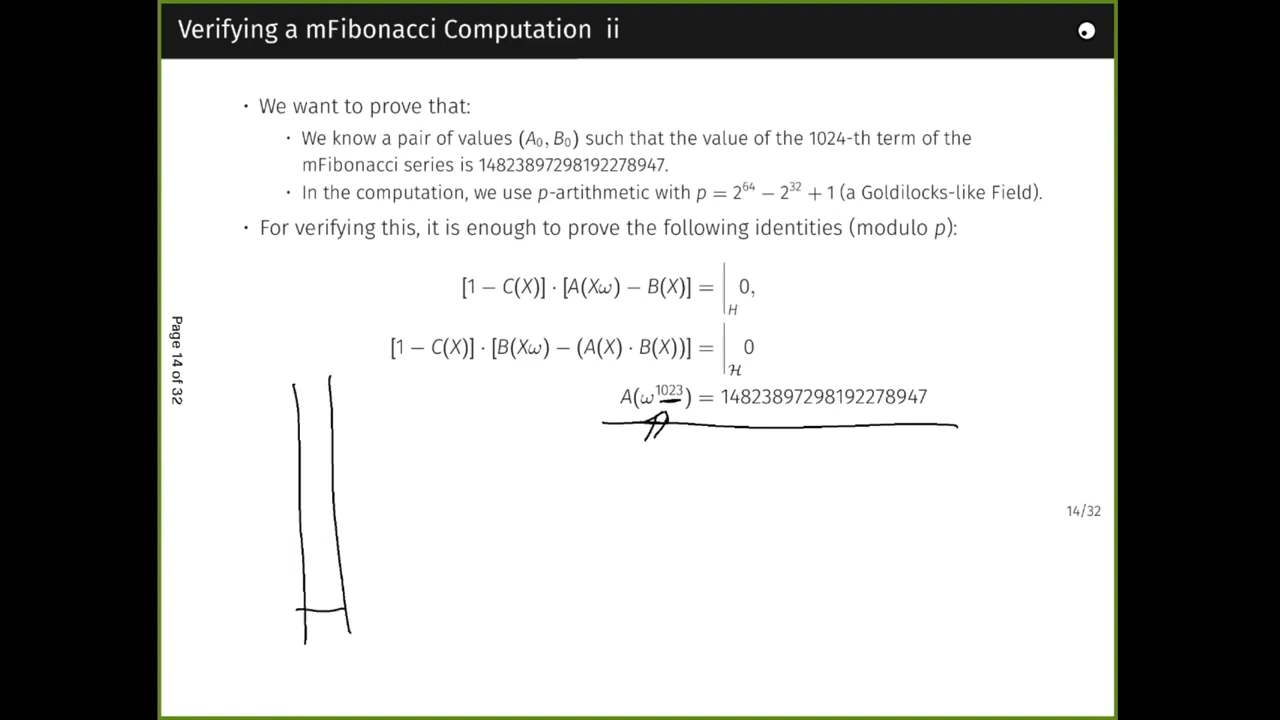 Verifying a mFibonacci Computation ii
• We want to prove that:
• We know a pair of values (A₀, B₀) such that the value of the 1024-th term of the
mFibonacci series is 14823897298192278947.
• In the computation, we use p-artithmetic with p = 2⁶⁴ − 2³² + 1 (a Goldilocks-like Field).
• For verifying this, it is enough to prove the following identities (modulo p):
[1 − C(X)] · [A(Xω) − B(X)] = |_H 0,
[1 − C(X)] · [B(Xω) − (A(X) · B(X))] = |_ℋ 0
A(ω¹⁰²³) = 14823897298192278947
Page 14 of 32
14/32